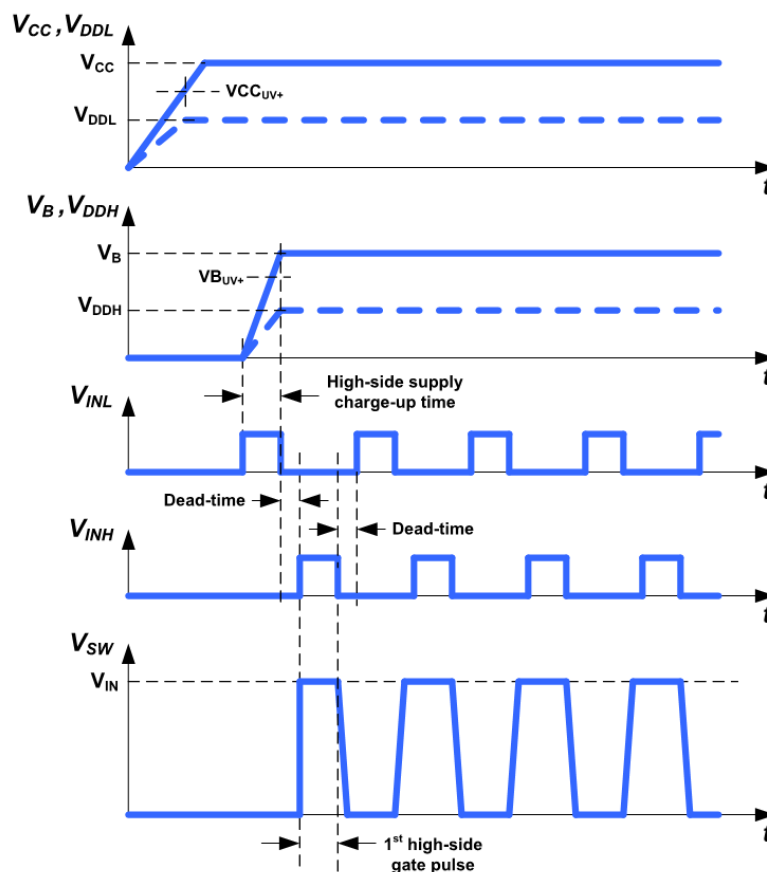 VCC , VDDL
VCC
VCCUV+
VDDL
t
VB , VDDH
VB
VBUV+
VDDH
t
High-side supply
charge-up time
VINL
t
Dead-time
Dead-time
VINH
t
VSW
VIN
t
1st high-side
gate pulse